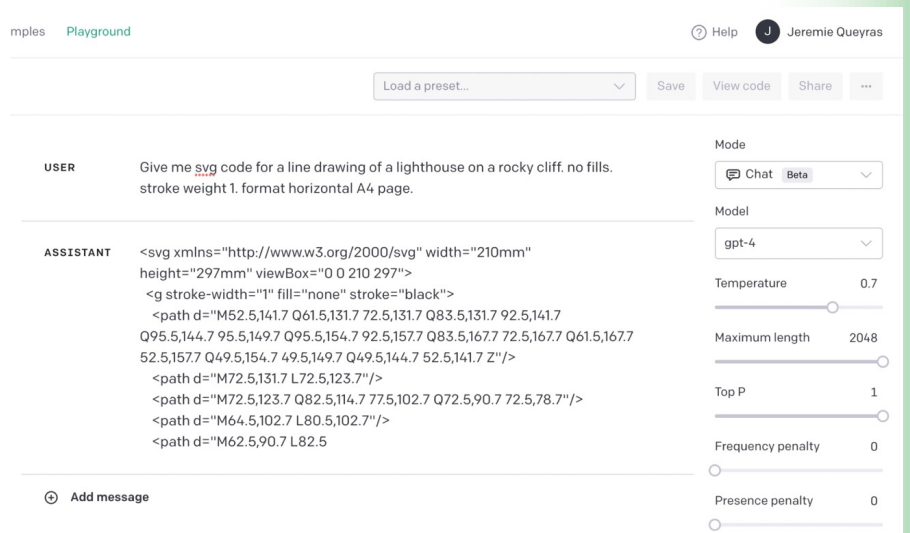 mples Playground Help J Jeremie Queyras
Load a preset... Save View code Share ...
USER
Give me svg code for a line drawing of a lighthouse on a rocky cliff. no fills.
stroke weight 1. format horizontal A4 page.
ASSISTANT
<svg xmlns="http://www.w3.org/2000/svg" width="210mm"
height="297mm" viewBox="0 0 210 297">
<g stroke-width="1" fill="none" stroke="black">
<path d="M52.5,141.7 Q61.5,131.7 72.5,131.7 Q83.5,131.7 92.5,141.7
Q95.5,144.7 95.5,149.7 Q95.5,154.7 92.5,157.7 Q83.5,167.7 72.5,167.7 Q61.5,167.7
52.5,157.7 Q49.5,154.7 49.5,149.7 Q49.5,144.7 52.5,141.7 Z"/>
<path d="M72.5,131.7 L72.5,123.7"/>
<path d="M72.5,123.7 Q82.5,114.7 77.5,102.7 Q72.5,90.7 72.5,78.7"/>
<path d="M64.5,102.7 L80.5,102.7"/>
<path d="M62.5,90.7 L82.5
Add message
Mode
Chat Beta
Model
gpt-4
Temperature 0.7
Maximum length 2048
Top P 1
Frequency penalty 0
Presence penalty 0